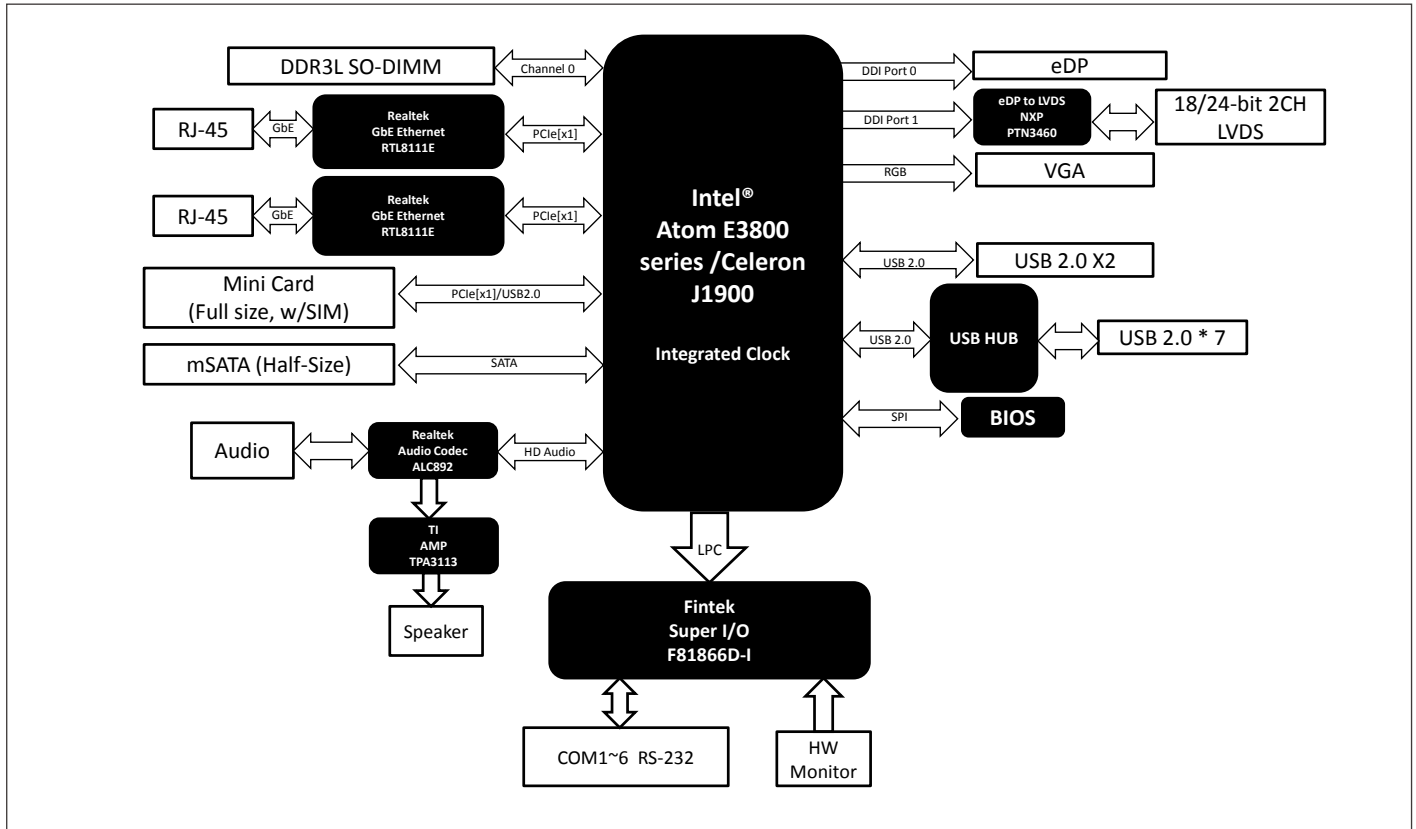 DDR3L SO-DIMM
Channel 0
RJ-45
GbE
Realtek
GbE Ethernet
RTL8111E
PCIe[x1]
RJ-45
GbE
Realtek
GbE Ethernet
RTL8111E
PCIe[x1]
Mini Card
(Full size, w/SIM)
PCIe[x1]/USB2.0
mSATA (Half-Size)
SATA
Audio
Realtek
Audio Codec
ALC892
HD Audio
TI
AMP
TPA3113
Speaker
Intel®
Atom E3800
series /Celeron
J1900
Integrated Clock
DDI Port 0
eDP
DDI Port 1
eDP to LVDS
NXP
PTN3460
18/24-bit 2CH
LVDS
RGB
VGA
USB 2.0
USB 2.0 X2
USB 2.0
USB HUB
USB 2.0 * 7
SPI
BIOS
LPC
Fintek
Super I/O
F81866D-I
COM1~6 RS-232
HW
Monitor